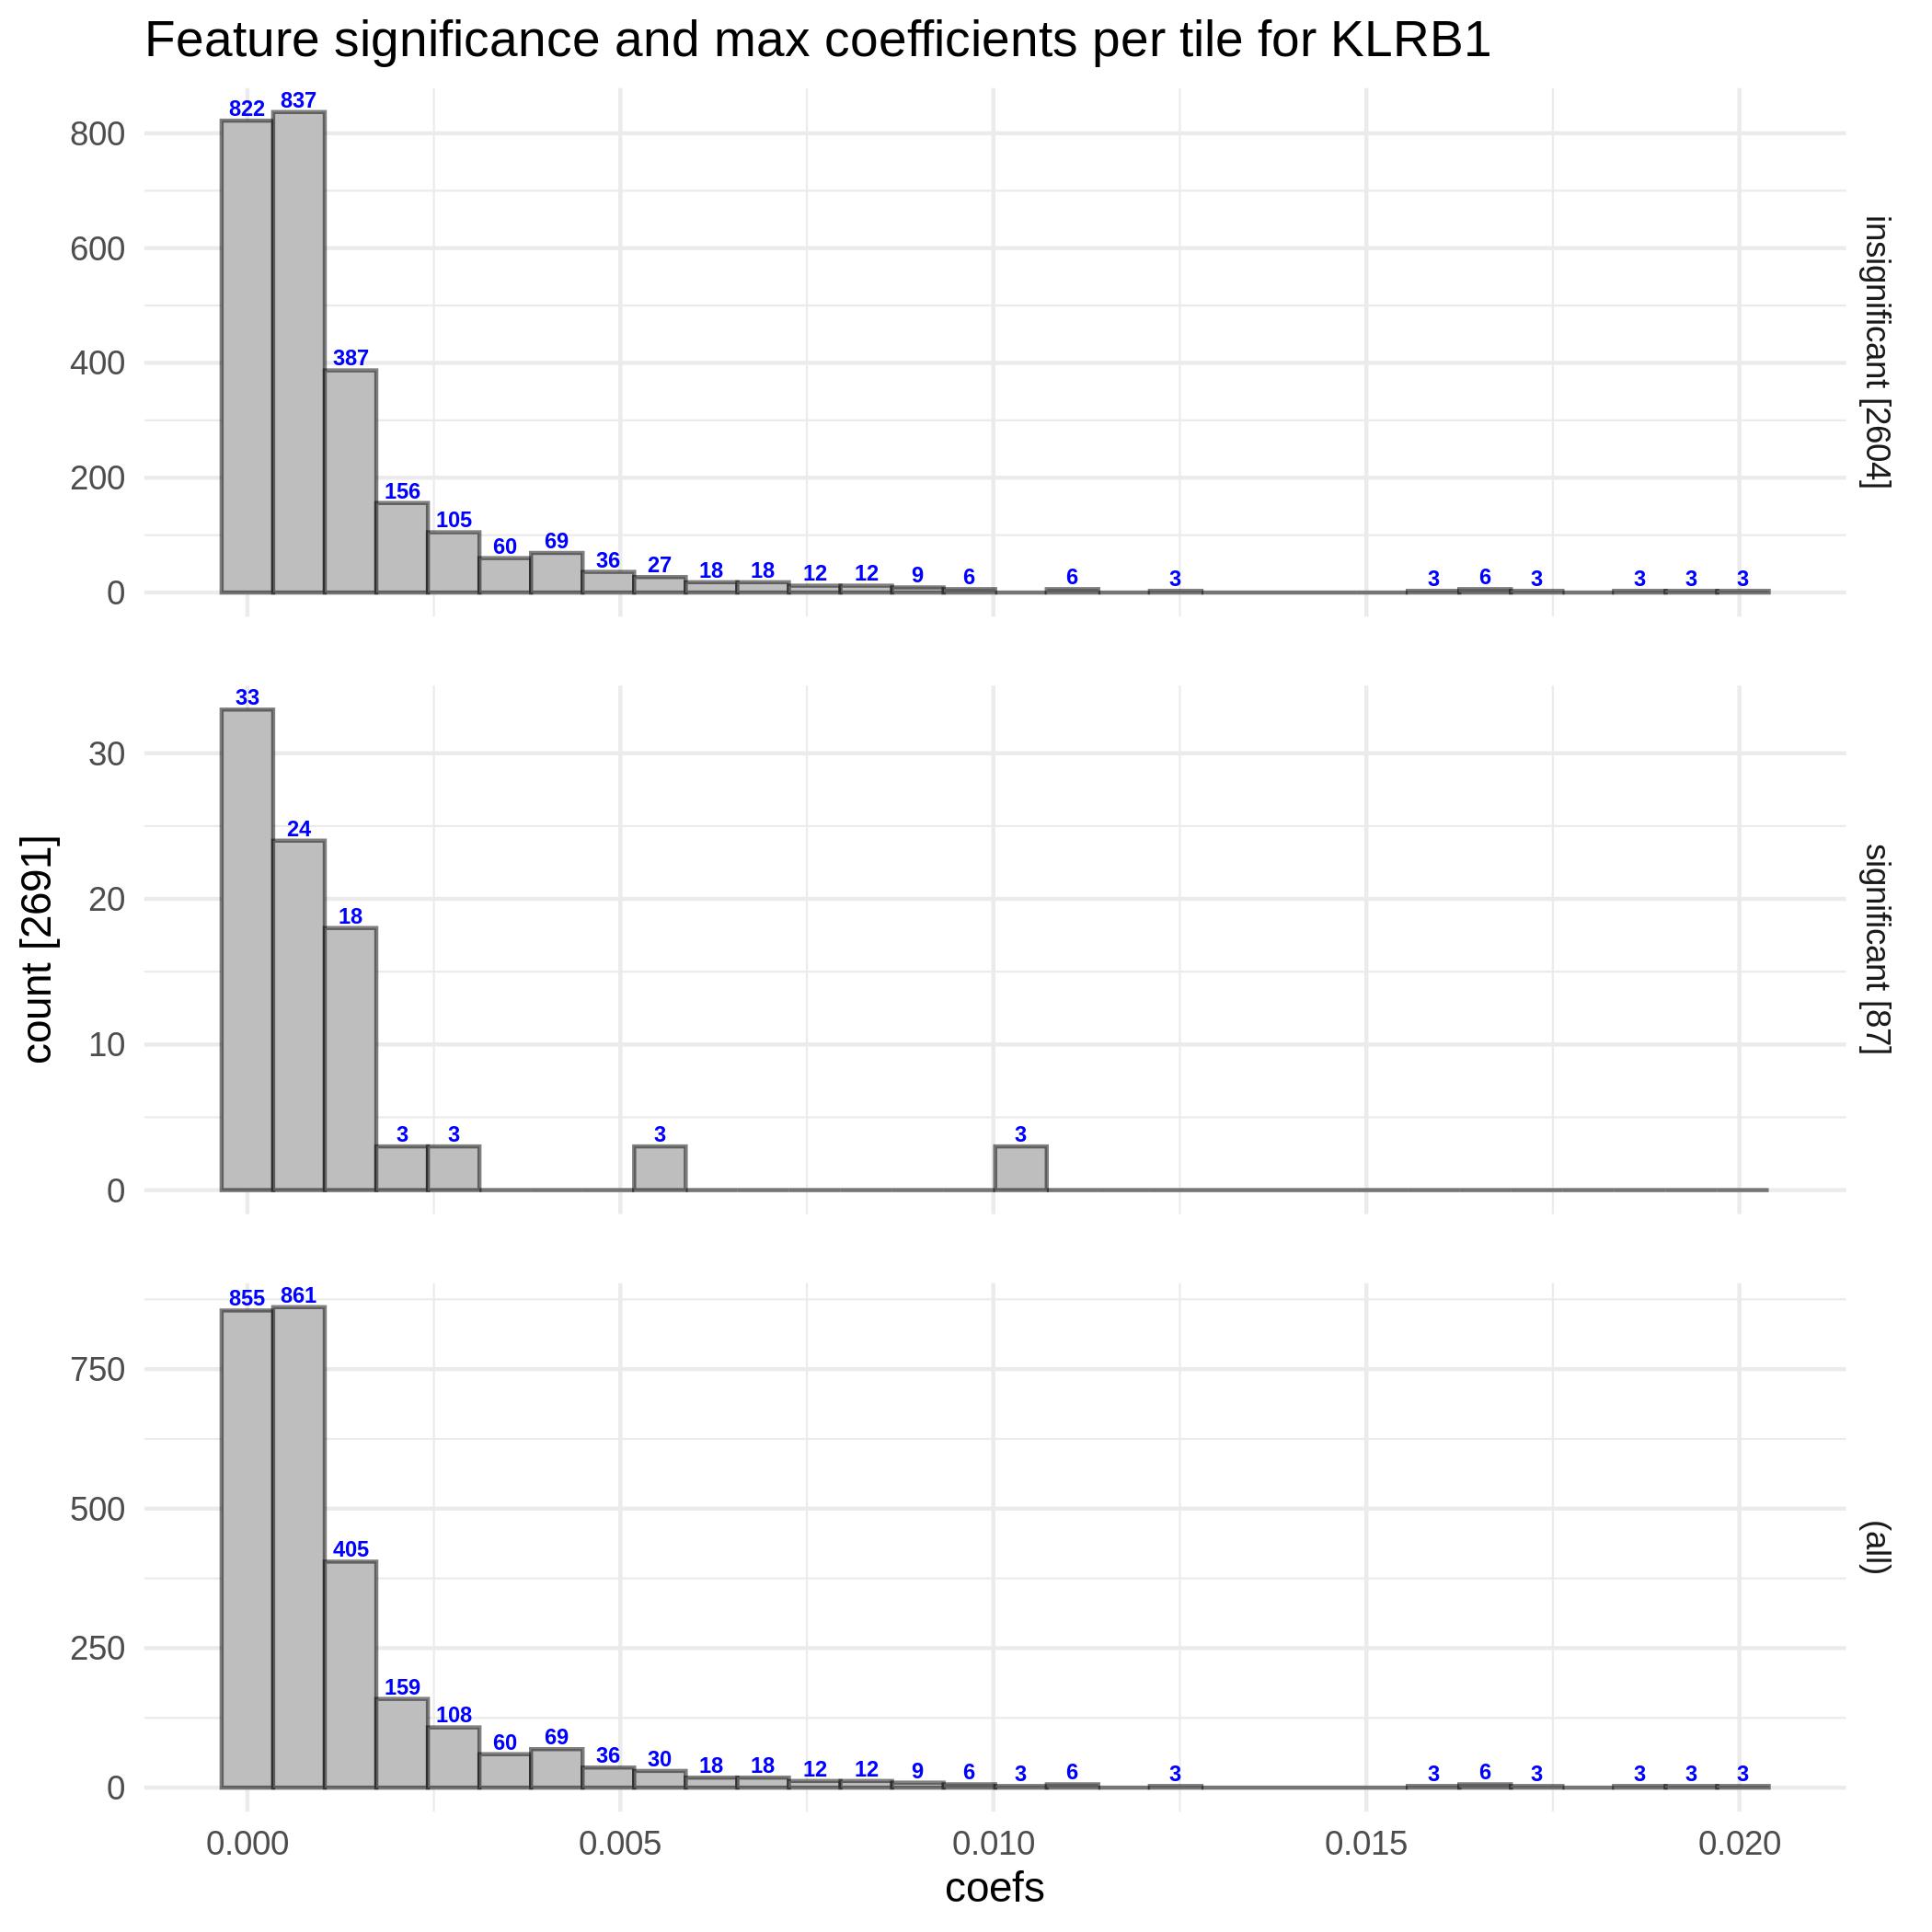 Feature significance and max coefficients per tile for KLRB1
822 837 387 156 105 60 69 36 27 18 18 12 12 9 6 6 3 3 6 3 3 3 3
800
600
400
200
0
insignificant [2604]
33 24 18 3 3 3 3
30
20
10
0
significant [87]
count [2691]
855 861 405 159 108 60 69 36 30 18 18 12 12 9 6 3 6 3 3 6 3 3 3 3
750
500
250
0
(all)
0.000 0.005 0.010 0.015 0.020
coefs